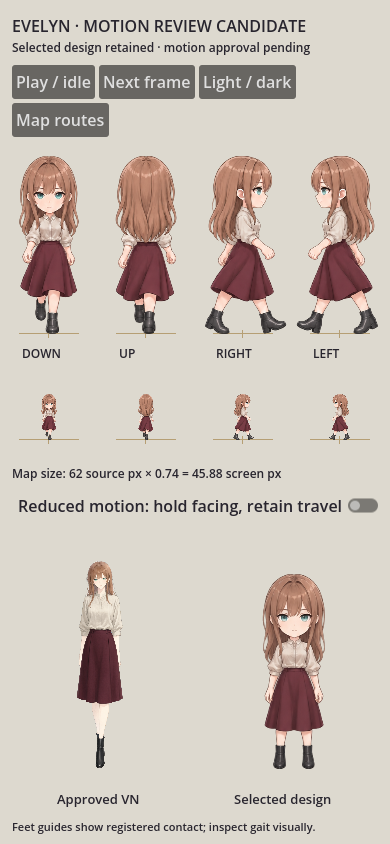 EVELYN · MOTION REVIEW CANDIDATE
Selected design retained · motion approval pending
Play / idle Next frame Light / dark
Map routes
DOWN UP RIGHT LEFT
Map size: 62 source px × 0.74 = 45.88 screen px
Reduced motion: hold facing, retain travel
Approved VN Selected design
Feet guides show registered contact; inspect gait visually.